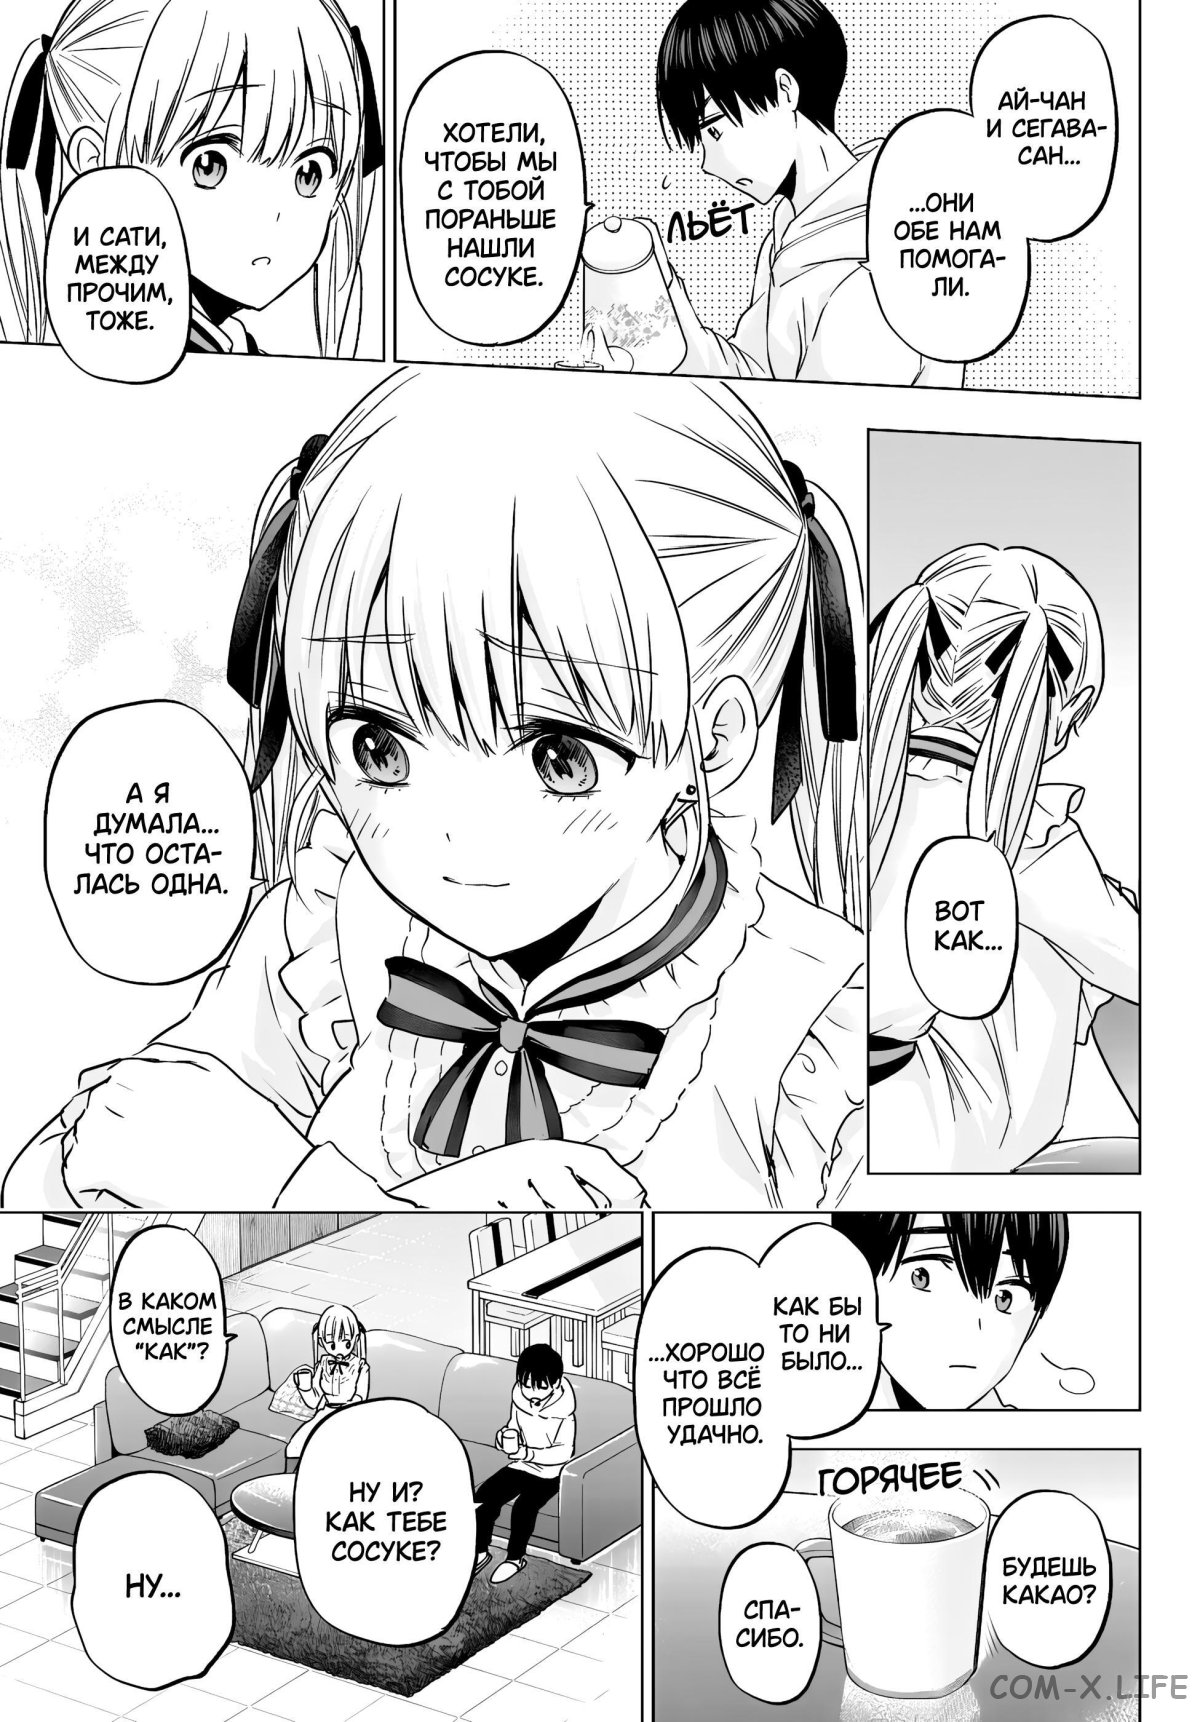 АЙ-ЧАН
И СЕГАВА-
САН...
...ОНИ
ОБЕ НАМ
ПОМОГА-
ЛИ.
ЛЬЁТ
ХОТЕЛИ,
ЧТОБЫ МЫ
С ТОБОЙ
ПОРАНЬШЕ
НАШЛИ
СОСУКЕ.
И САТИ,
МЕЖДУ
ПРОЧИМ,
ТОЖЕ.
ВОТ
КАК...
А Я
ДУМАЛА...
ЧТО ОСТА-
ЛАСЬ ОДНА.
КАК БЫ
ТО НИ
БЫЛО...
...ХОРОШО
ЧТО ВСЁ
ПРОШЛО
УДАЧНО.
ГОРЯЧЕЕ
БУДЕШЬ
КАКАО?
СПА-
СИБО.
НУ И?
КАК ТЕБЕ
СОСУКЕ?
В КАКОМ
СМЫСЛЕ
"КАК"?
НУ...
COM-X.LIFE